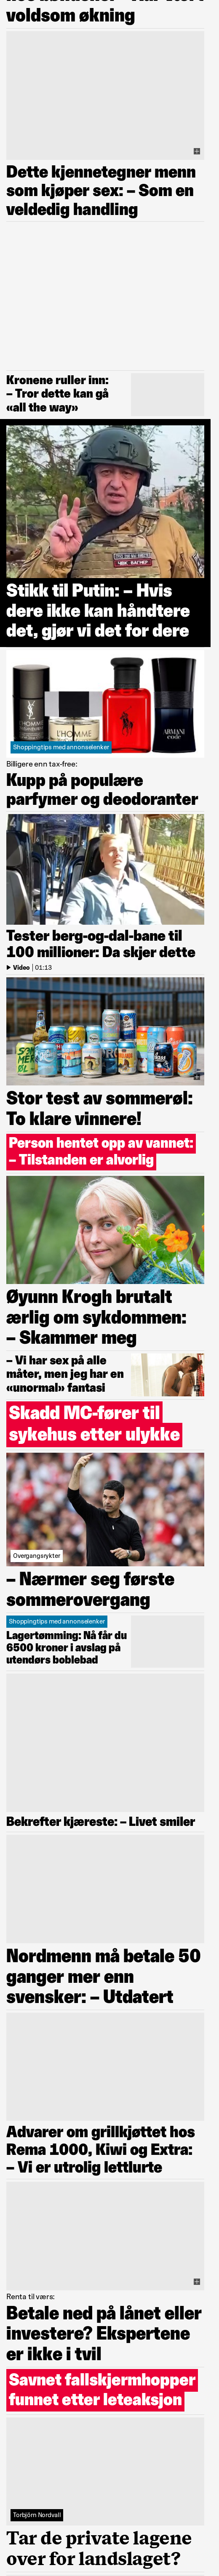 voldsom økning
Dette kjennetegner menn
som kjøper sex: – Som en
veldedig handling
Kronene ruller inn:
– Tror dette kan gå
«all the way»
Stikk til Putin: – Hvis
dere ikke kan håndtere
det, gjør vi det for dere
YVES SAINT LAURENT
L'HOMME
ARMANI
code
Shoppingtips med annonselenker
Billigere enn tax-free:
Kupp på populære
parfymer og deodoranter
Tester berg-og-dal-bane til
100 millioner: Da skjer dette
Video | 01:13
Stor test av sommerøl:
To klare vinnere!
Person hentet opp av vannet:
– Tilstanden er alvorlig
Øyunn Krogh brutalt
ærlig om sykdommen:
– Skammer meg
– Vi har sex på alle
måter, men jeg har en
«unormal» fantasi
Skadd MC-fører til
sykehus etter ulykke
Overgangsrykter
– Nærmer seg første
sommerovergang
Shoppingtips med annonselenker
Lagertømming: Nå får du
6500 kroner i avslag på
utendørs boblebad
Bekrefter kjæreste: – Livet smiler
Nordmenn må betale 50
ganger mer enn
svensker: – Utdatert
Advarer om grillkjøttet hos
Rema 1000, Kiwi og Extra:
– Vi er utrolig lettlurte
Renta til værs:
Betale ned på lånet eller
investere? Ekspertene
er ikke i tvil
Savnet fallskjermhopper
funnet etter leteaksjon
Torbjörn Nordvall
Tar de private lagene
over for landslaget?